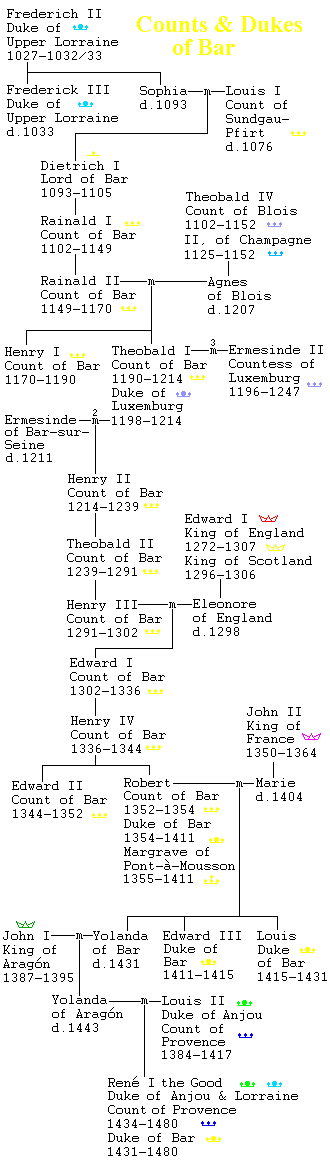 Counts & Dukes
of Bar
Frederich II
Duke of
Upper Lorraine
1027–1032/33
Frederich III
Duke of
Upper Lorraine
d.1033
Sophia
d.1093
m
Louis I
Count of
Sundgau–
Pfirt
d.1076
Dietrich I
Lord of Bar
1093–1105
Rainald I
Count of Bar
1102–1149
Theobald IV
Count of Blois
1102–1152
II, of Champagne
1125–1152
Rainald II
Count of Bar
1149–1170
m
Agnes
of Blois
d.1207
Henry I
Count of Bar
1170–1190
Theobald I
Count of Bar
1190–1214
Duke of
Luxemburg
1198–1214
3
m
Ermesinde II
Countess of
Luxemburg
1196–1247
Ermesinde
of Bar–sur–
Seine
d.1211
2
m
Henry II
Count of Bar
1214–1239
Theobald II
Count of Bar
1239–1291
Edward I
King of England
1272–1307
King of Scotland
1296–1306
Henry III
Count of Bar
1291–1302
m
Eleonore
of England
d.1298
Edward I
Count of Bar
1302–1336
Henry IV
Count of Bar
1336–1344
John II
King of
France
1350–1364
Edward II
Count of Bar
1344–1352
Robert
Count of Bar
1352–1354
Duke of Bar
1354–1411
Margrave of
Pont–à–Mousson
1355–1411
m
Marie
d.1404
John I
King of
Aragón
1387–1395
m
Yolanda
of Bar
d.1431
Edward III
Duke of
Bar
1411–1415
Louis
Duke
of Bar
1415–1431
Yolanda
of Aragón
d.1443
m
Louis II
Duke of Anjou
Count of
Provence
1384–1417
René I the Good
Duke of Anjou & Lorraine
Count of Provence
1434–1480
Duke of Bar
1431–1480